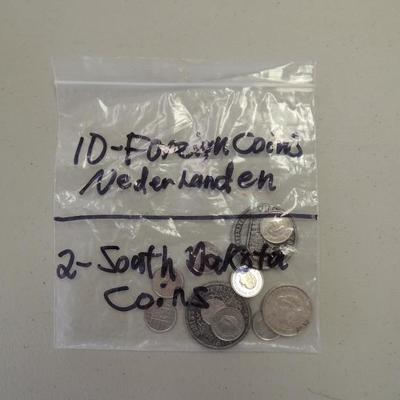 10-Foreign Coins
Nederlanden
2-South Dakota
Coins